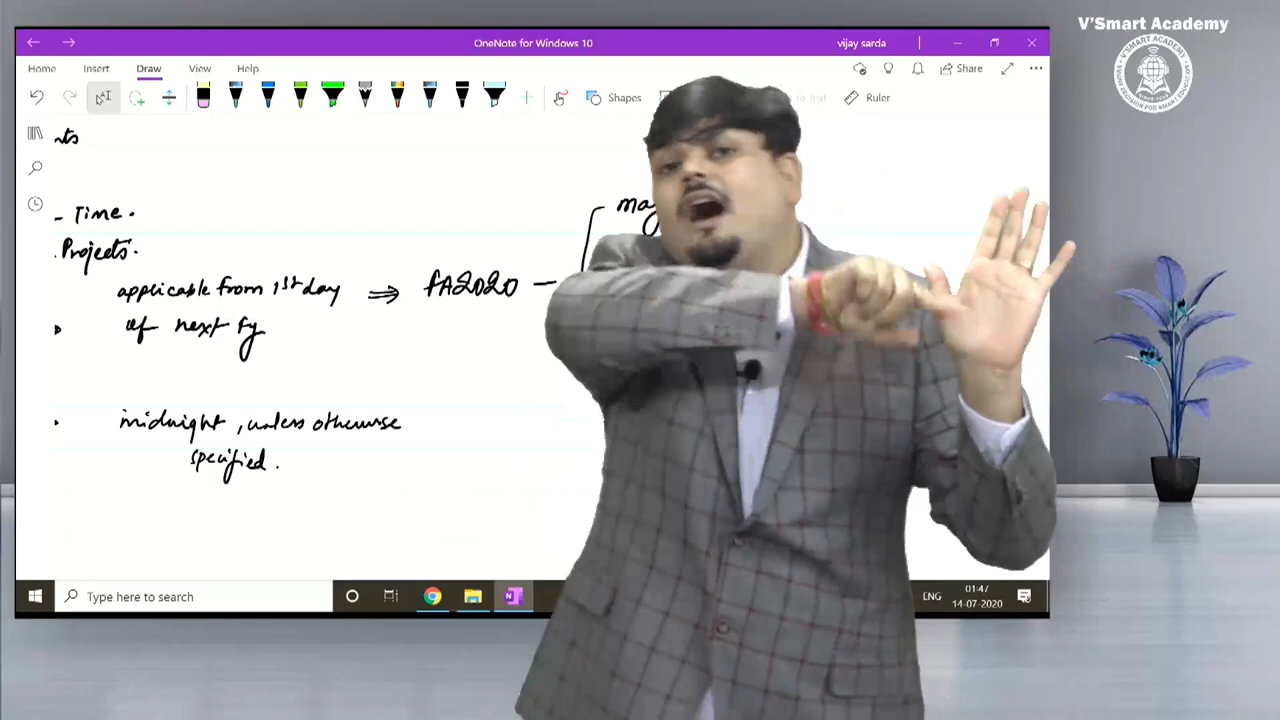 V'Smart Academy
OneNote for Windows 10
vijay sarda
Home Insert Draw View Help
Share
Shapes
Ruler
nts
- Time.
Projects.
applicable from 1st day ⇒ FA2020 —
of next fy
midnight, unless otherwise
specified.
Type here to search
ENG
01:47
14-07-2020